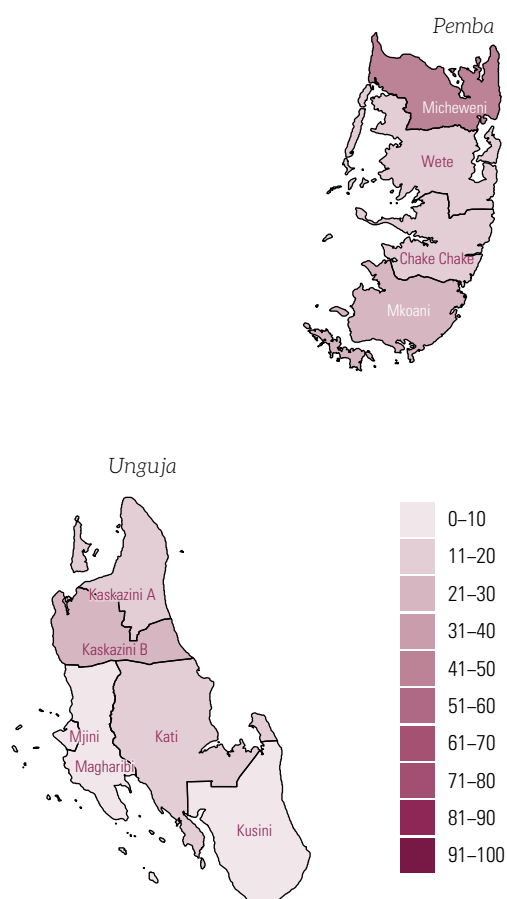 Pemba
Micheweni
Wete
Chake Chake
Mkoani
Unguja
Kaskazini A
Kaskazini B
Mjini
Kati
Magharibi
Kusini
0–10
11–20
21–30
31–40
41–50
51–60
61–70
71–80
81–90
91–100